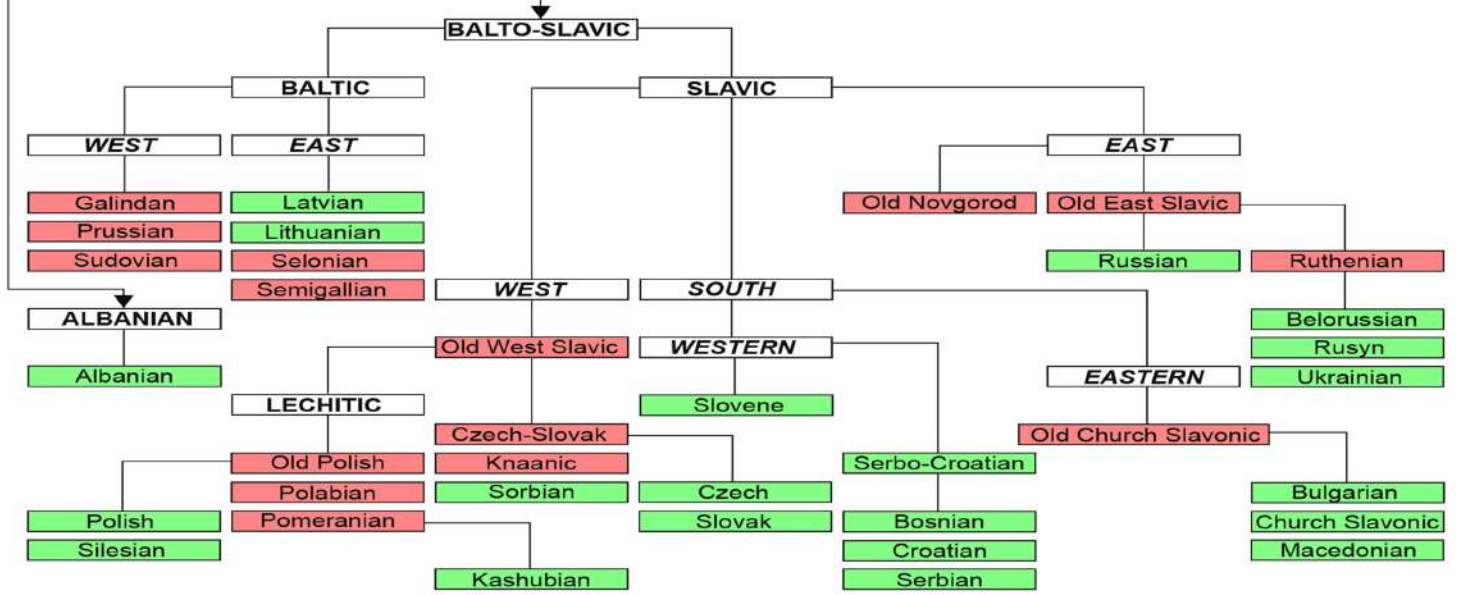 BALTO-SLAVIC
BALTIC
SLAVIC
WEST
EAST
EAST
Galindan
Latvian
Old Novgorod
Old East Slavic
Prussian
Lithuanian
Sudovian
Selonian
Russian
Ruthenian
Semigallian
WEST
SOUTH
ALBANIAN
Belorussian
Old West Slavic
WESTERN
Rusyn
Albanian
EASTERN
Ukrainian
LECHITIC
Slovene
Czech-Slovak
Old Church Slavonic
Old Polish
Knaanic
Serbo-Croatian
Polabian
Sorbian
Czech
Bulgarian
Polish
Pomeranian
Slovak
Bosnian
Church Slavonic
Silesian
Croatian
Macedonian
Kashubian
Serbian